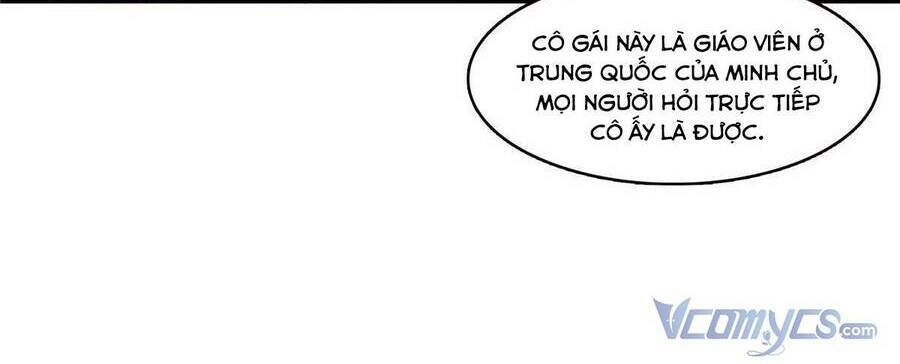 CÔ GÁI NÀY LÀ GIÁO VIÊN Ở
TRUNG QUỐC CỦA MINH CHỦ,
MỌI NGƯỜI HỎI TRỰC TIẾP
CÔ ẤY LÀ ĐƯỢC.
VCOMYCS.com